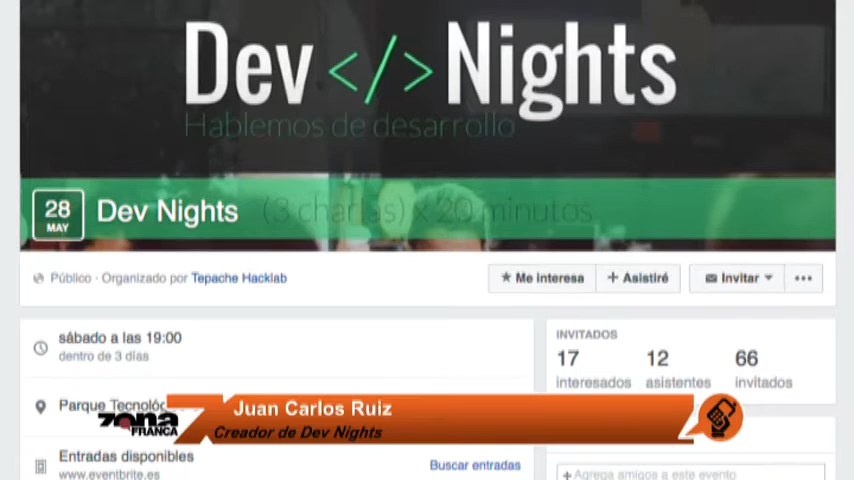 Dev </> Nights
Hablemos de desarrollo
(3 charlas) x 20 minutos
28
MAY
Dev Nights
Público · Organizado por Tepache Hacklab
Me interesa
+ Asistiré
Invitar
sábado a las 19:00
dentro de 3 días
INVITADOS
17
12
66
interesados
asistentes
invitados
Parque
Juan Carlos Ruiz
Creador de Dev Nights
ZONA
FRANCA
Entradas disponibles
www.eventbrite.es
Buscar entradas
+Agrega amigos a este evento